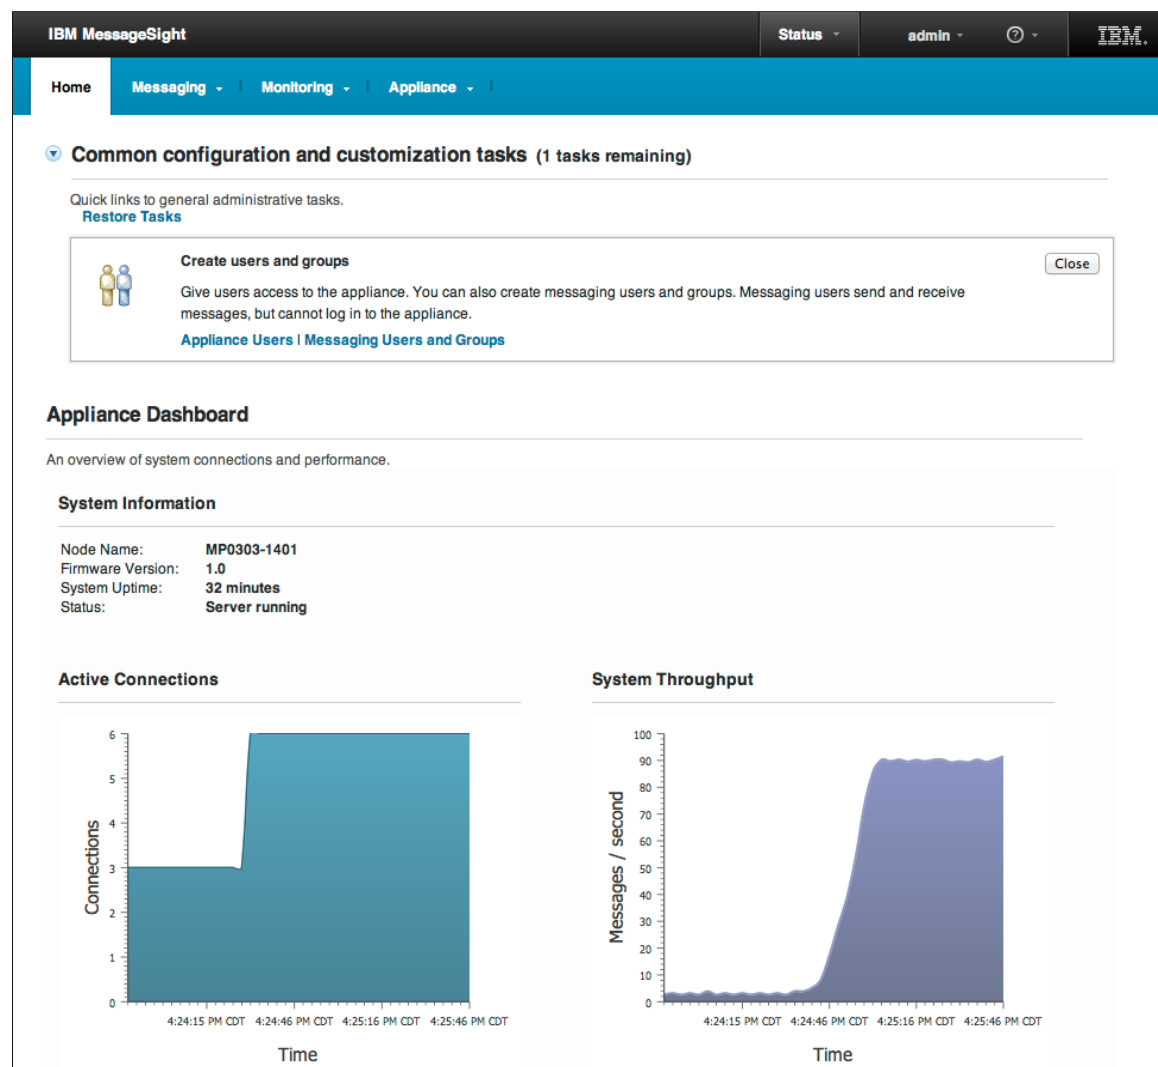 IBM MessageSight Status admin ? IBM.
Home Messaging Monitoring Appliance
Common configuration and customization tasks (1 tasks remaining)
Quick links to general administrative tasks.
Restore Tasks
Create users and groups
Close
Give users access to the appliance. You can also create messaging users and groups. Messaging users send and receive
messages, but cannot log in to the appliance.
Appliance Users | Messaging Users and Groups
Appliance Dashboard
An overview of system connections and performance.
System Information
Node Name: MP0303-1401
Firmware Version: 1.0
System Uptime: 32 minutes
Status: Server running
Active Connections
6
5
4
3
2
1
0
Connections
4:24:15 PM CDT 4:24:46 PM CDT 4:25:16 PM CDT 4:25:46 PM CDT
Time
System Throughput
100
90
80
70
60
50
40
30
20
10
0
Messages / second
4:24:15 PM CDT 4:24:46 PM CDT 4:25:16 PM CDT 4:25:46 PM CDT
Time